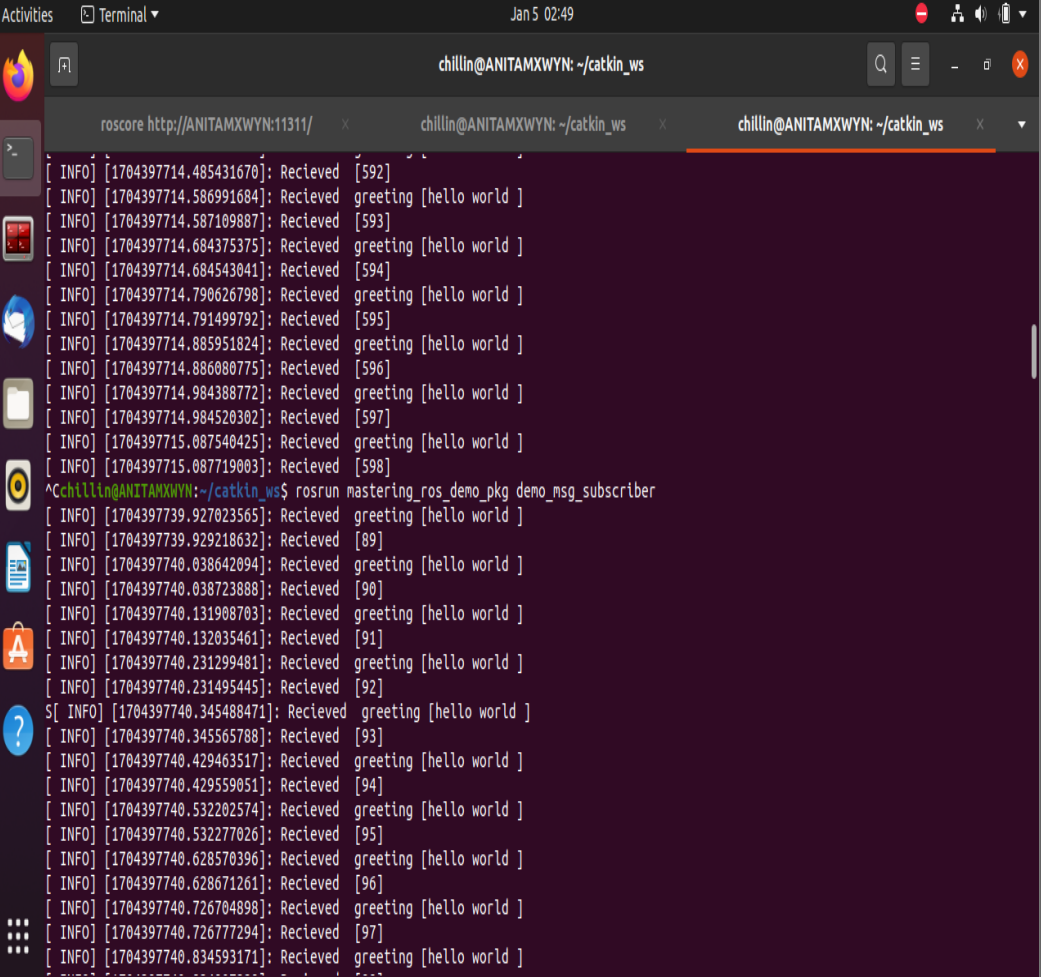 Activities
Terminal
Jan 5 02:49
chillin@ANITAMXWYN: ~/catkin_ws
roscore http://ANITAMXWYN:11311/
chillin@ANITAMXWYN: ~/catkin_ws
chillin@ANITAMXWYN: ~/catkin_ws
[ INFO] [1704397714.485431670]: Recieved  [592]
[ INFO] [1704397714.586991684]: Recieved  greeting [hello world ]
[ INFO] [1704397714.587109887]: Recieved  [593]
[ INFO] [1704397714.684375375]: Recieved  greeting [hello world ]
[ INFO] [1704397714.684543041]: Recieved  [594]
[ INFO] [1704397714.790626798]: Recieved  greeting [hello world ]
[ INFO] [1704397714.791499792]: Recieved  [595]
[ INFO] [1704397714.885951824]: Recieved  greeting [hello world ]
[ INFO] [1704397714.886080775]: Recieved  [596]
[ INFO] [1704397714.984388772]: Recieved  greeting [hello world ]
[ INFO] [1704397714.984520302]: Recieved  [597]
[ INFO] [1704397715.087540425]: Recieved  greeting [hello world ]
[ INFO] [1704397715.087719003]: Recieved  [598]
^Cchillin@ANITAMXWYN:~/catkin_ws$ rosrun mastering_ros_demo_pkg demo_msg_subscriber
[ INFO] [1704397739.927023565]: Recieved  greeting [hello world ]
[ INFO] [1704397739.929218632]: Recieved  [89]
[ INFO] [1704397740.038642094]: Recieved  greeting [hello world ]
[ INFO] [1704397740.038723888]: Recieved  [90]
[ INFO] [1704397740.131908703]: Recieved  greeting [hello world ]
[ INFO] [1704397740.132035461]: Recieved  [91]
[ INFO] [1704397740.231299481]: Recieved  greeting [hello world ]
[ INFO] [1704397740.231495445]: Recieved  [92]
S[ INFO] [1704397740.345488471]: Recieved  greeting [hello world ]
[ INFO] [1704397740.345565788]: Recieved  [93]
[ INFO] [1704397740.429463517]: Recieved  greeting [hello world ]
[ INFO] [1704397740.429559051]: Recieved  [94]
[ INFO] [1704397740.532202574]: Recieved  greeting [hello world ]
[ INFO] [1704397740.532277026]: Recieved  [95]
[ INFO] [1704397740.628570396]: Recieved  greeting [hello world ]
[ INFO] [1704397740.628671261]: Recieved  [96]
[ INFO] [1704397740.726704898]: Recieved  greeting [hello world ]
[ INFO] [1704397740.726777294]: Recieved  [97]
[ INFO] [1704397740.834593171]: Recieved  greeting [hello world ]